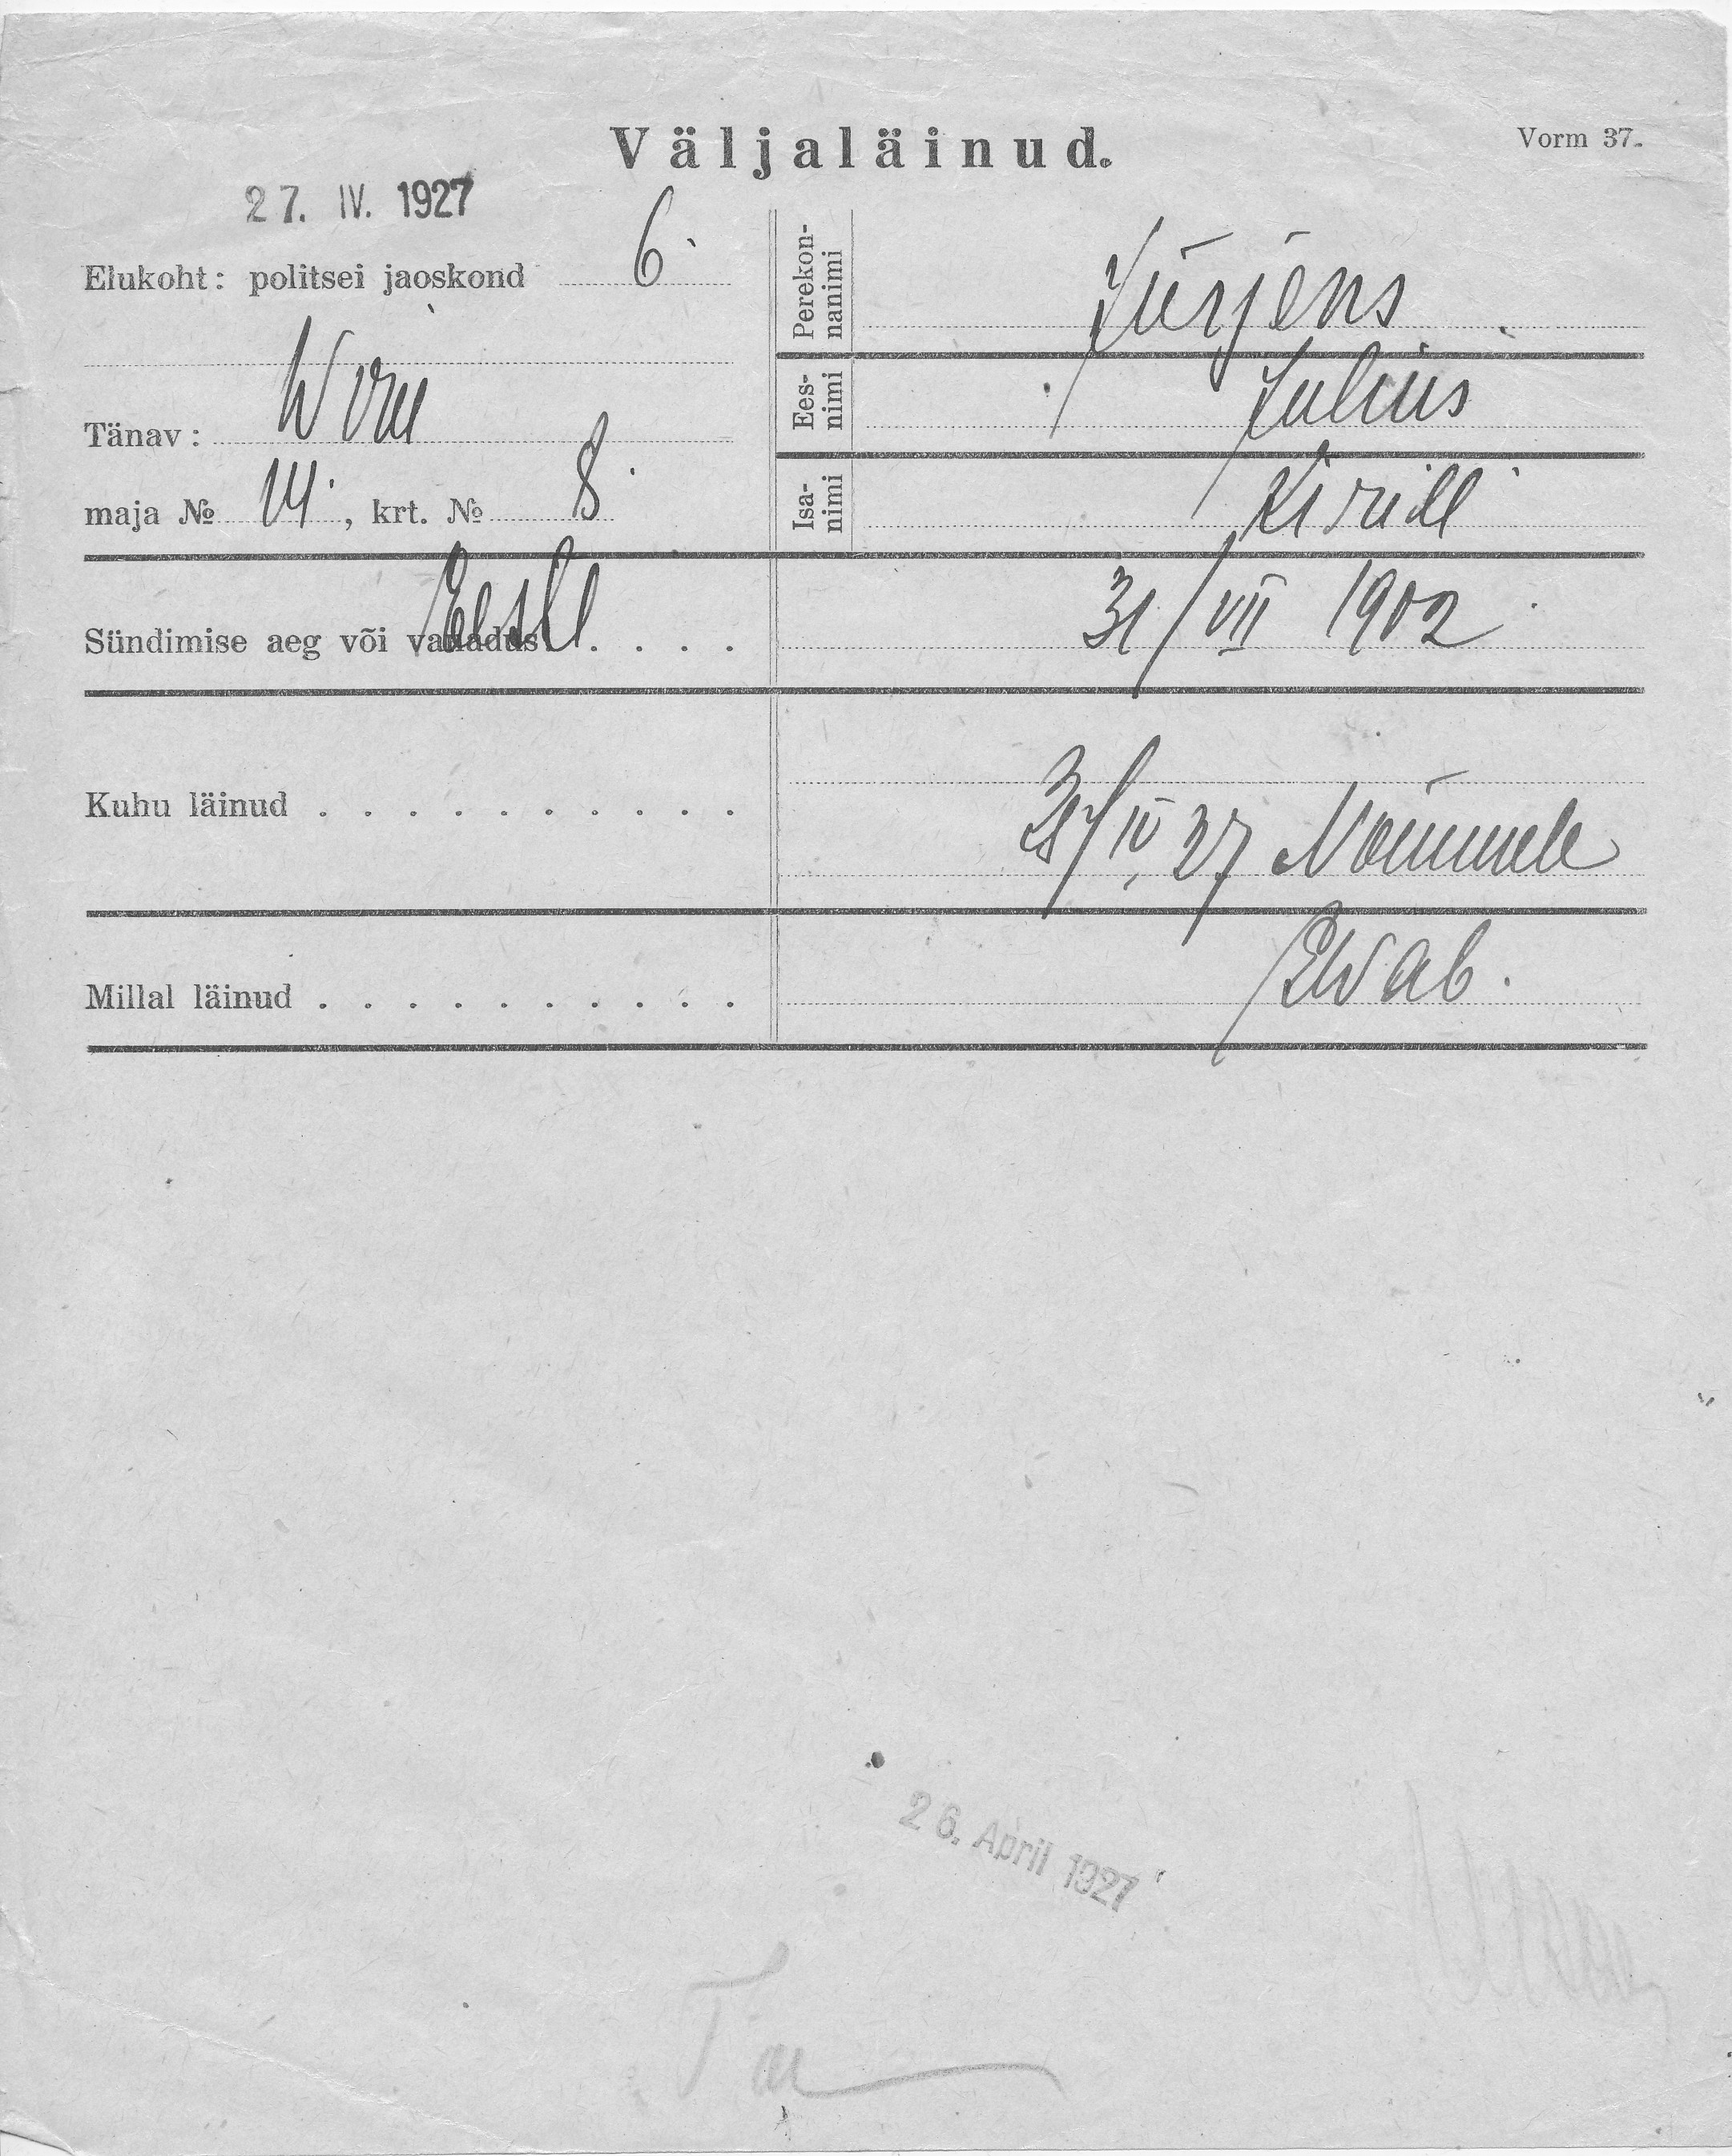 Väljaläinud.
Vorm 37.
27. IV. 1927
Elukoht: politsei jaoskond 6.
Tänav: Wiru
maja № 14, krt. № 8.
Perekon-
nanimi
Jürjens
Ees-
nimi
Julius
Isa-
nimi
Kirill
Eesti
Sündimise aeg või vanadus . . . . 31/VII 1902
Kuhu läinud . . . . . . . . . . /IV 27 Nõmmele
Millal läinud . . . . . . . . . .
26. April 1927